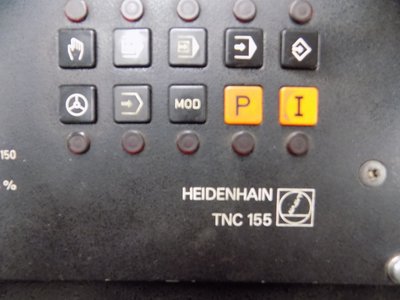 MOD P I
150
%
HEIDENHAIN
TNC 155